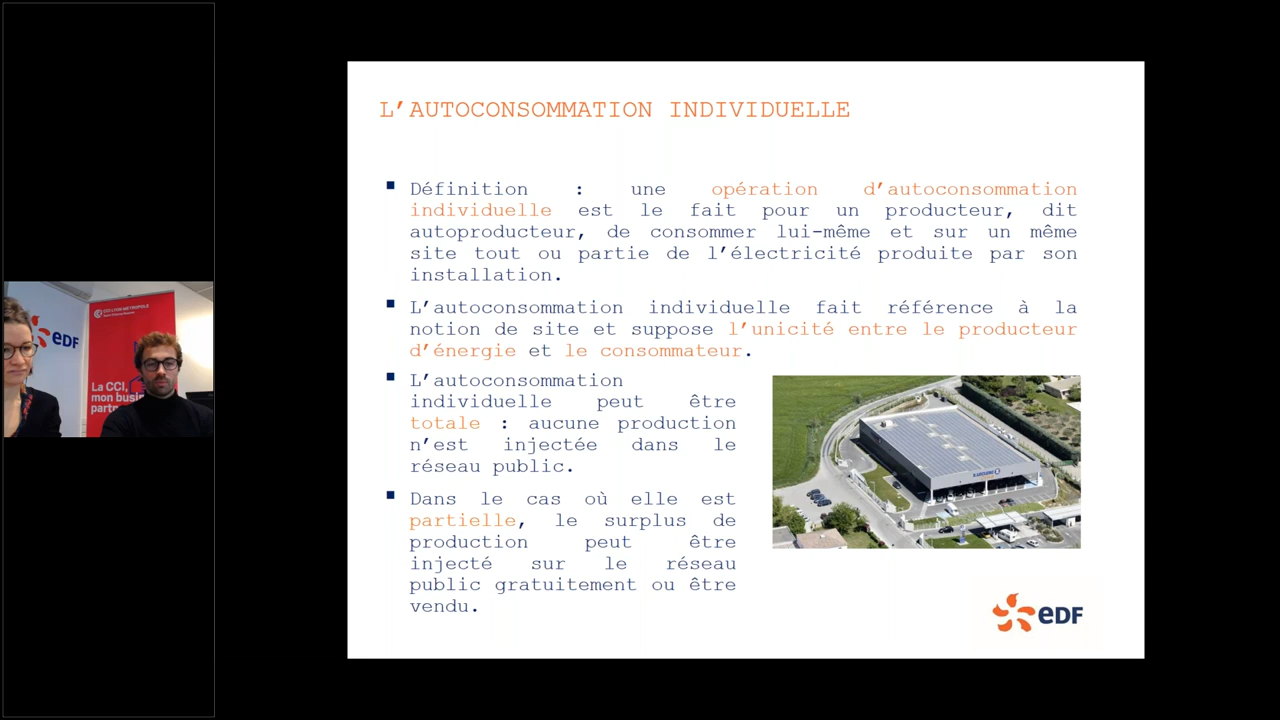 L'AUTOCONSOMMATION INDIVIDUELLE
▪ Définition : une opération d'autoconsommation
individuelle est le fait pour un producteur, dit
autoproducteur, de consommer lui-même et sur un même
site tout ou partie de l'électricité produite par son
installation.
▪ L'autoconsommation individuelle fait référence à la
notion de site et suppose l'unicité entre le producteur
d'énergie et le consommateur.
▪ L'autoconsommation
individuelle peut être
totale : aucune production
n'est injectée dans le
réseau public.
▪ Dans le cas où elle est
partielle, le surplus de
production peut être
injecté sur le réseau
public gratuitement ou être
vendu.
eDF
eDF
CCI LYON METROPOLE
La CCI,
mon